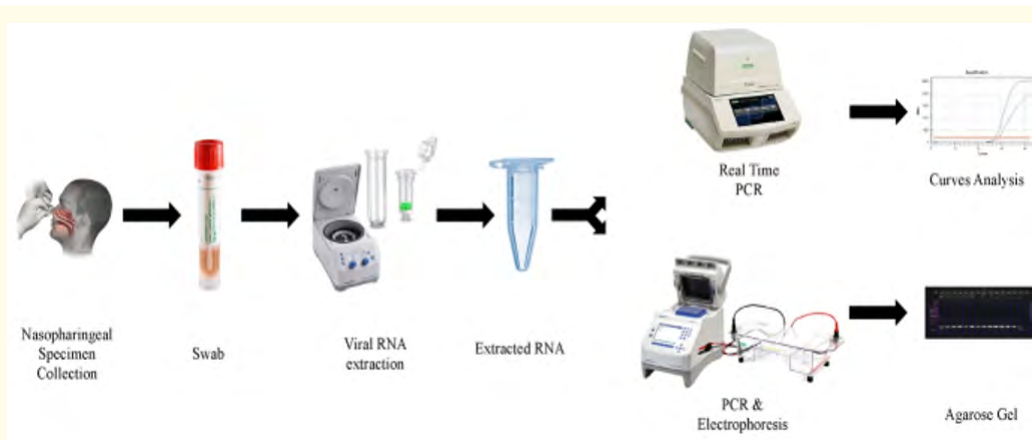 Nasopharingeal
Specimen
Collection
Swab
Viral RNA
extraction
Extracted RNA
Real Time
PCR
Curves Analysis
PCR &
Electrophoresis
Agarose Gel